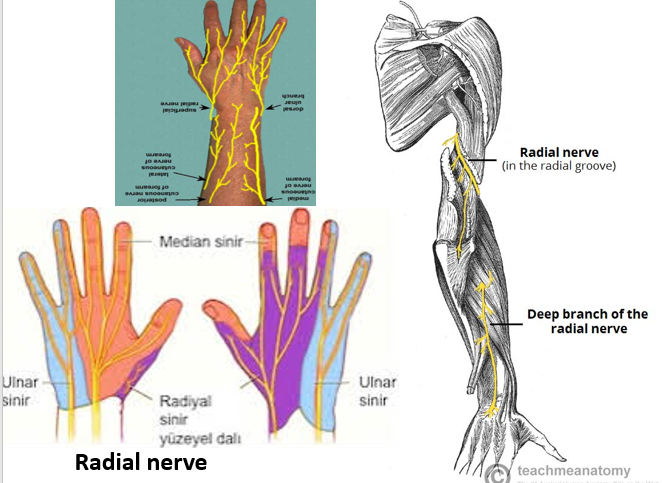 superficial
radial nerve
dorsal
ulnar
branch
lateral
cutaneous
nerve of
forearm
posterior
cutaneous nerve
of forearm
medial
cutaneous
nerve of
forearm
Median sinir
Ulnar
sinir
Radiyal
sinir
yüzeyel dalı
Ulnar
sinir
Radial nerve
Radial nerve
(in the radial groove)
Deep branch of the
radial nerve
© teachmeanatomy